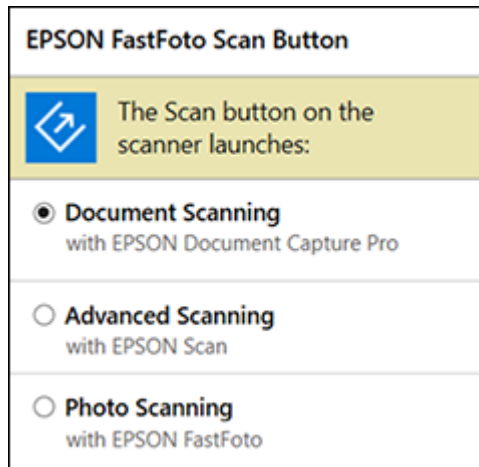 EPSON FastFoto Scan Button
The Scan button on the
scanner launches:
Document Scanning
with EPSON Document Capture Pro
Advanced Scanning
with EPSON Scan
Photo Scanning
with EPSON FastFoto